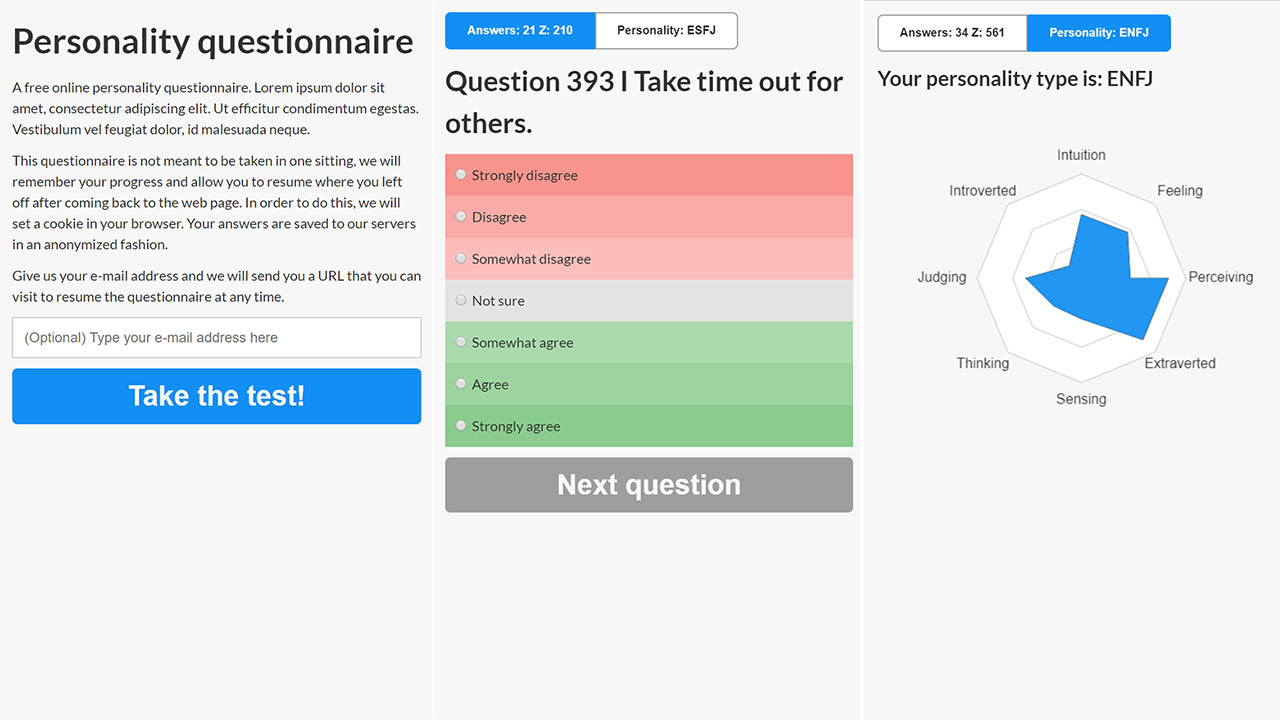 Personality questionnaire
A free online personality questionnaire. Lorem ipsum dolor sit
amet, consectetur adipiscing elit. Ut efficitur condimentum egestas.
Vestibulum vel feugiat dolor, id malesuada neque.
This questionnaire is not meant to be taken in one sitting, we will
remember your progress and allow you to resume where you left
off after coming back to the web page. In order to do this, we will
set a cookie in your browser. Your answers are saved to our servers
in an anonymized fashion.
Give us your e-mail address and we will send you a URL that you can
visit to resume the questionnaire at any time.
(Optional) Type your e-mail address here
Take the test!
Answers: 21 Z: 210
Personality: ESFJ
Question 393 I Take time out for
others.
Strongly disagree
Disagree
Somewhat disagree
Not sure
Somewhat agree
Agree
Strongly agree
Next question
Answers: 34 Z: 561
Personality: ENFJ
Your personality type is: ENFJ
Intuition
Introverted
Feeling
Judging
Perceiving
Thinking
Extraverted
Sensing